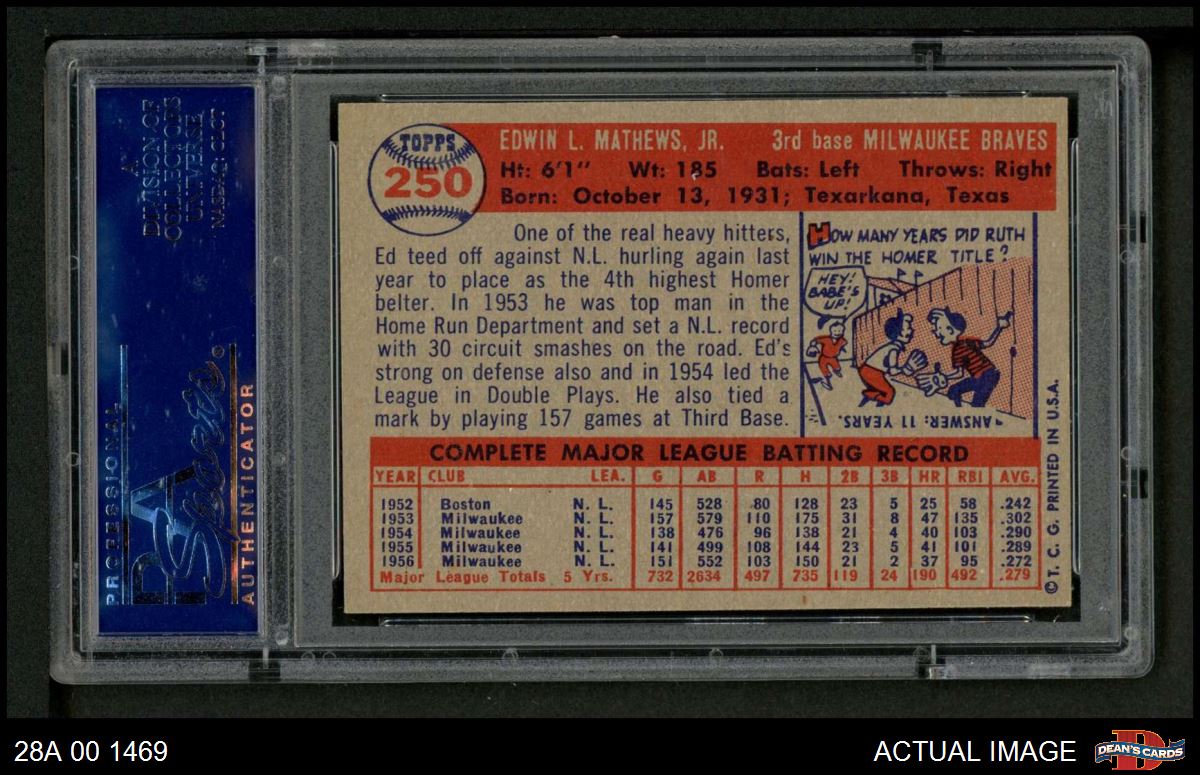 AN
DIVISION OF
COLLECTORS
UNIVERSE
NASDAQ: CLCT
PROFESSIONAL
PSA
Sports
AUTHENTICATOR
TOPPS
250
EDWIN L. MATHEWS, JR. 3rd base MILWAUKEE BRAVES
Ht: 6'1" Wt: 185 Bats: Left Throws: Right
Born: October 13, 1931; Texarkana, Texas
One of the real heavy hitters,
Ed teed off against N.L. hurling again last
year to place as the 4th highest Homer
belter. In 1953 he was top man in the
Home Run Department and set a N.L. record
with 30 circuit smashes on the road. Ed's
strong on defense also and in 1954 led the
League in Double Plays. He also tied a
mark by playing 157 games at Third Base.
HOW MANY YEARS DID RUTH
WIN THE HOMER TITLE?
HEY!
BABE'S
UP!
ANSWER: 11 YEARS.
COMPLETE MAJOR LEAGUE BATTING RECORD
YEAR CLUB LEA. G AB R H 2B 3B HR RBI AVG.
1952 Boston N. L. 145 528 80 128 23 5 25 58 .242
1953 Milwaukee N. L. 157 579 110 175 31 8 47 135 .302
1954 Milwaukee N. L. 138 476 96 138 21 4 40 103 .290
1955 Milwaukee N. L. 141 499 108 144 23 5 41 101 .289
1956 Milwaukee N. L. 151 552 103 150 21 2 37 95 .272
Major League Totals 5 Yrs. 732 2634 497 735 119 24 190 492 .279
© T. C. G. PRINTED IN U.S.A.
28A 00 1469
ACTUAL IMAGE
D
DEAN'S CARDS